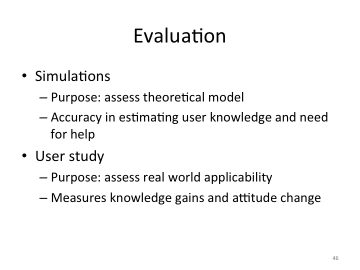 Evaluation
• Simulations
– Purpose: assess theoretical model
– Accuracy in estimating user knowledge and need
for help
• User study
– Purpose: assess real world applicability
– Measures knowledge gains and attitude change
46